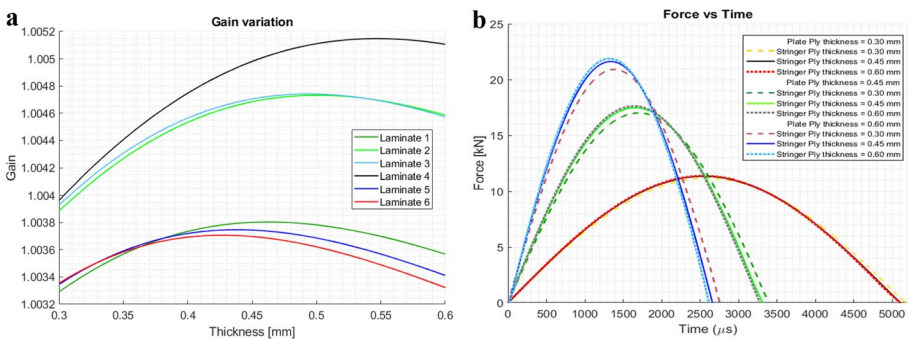 a
Gain variation
1.0052
1.005
1.0048
1.0046
1.0044
1.0042
1.004
1.0038
1.0036
1.0034
1.0032
Gain
0.3
0.35
0.4
0.45
0.5
0.55
0.6
Thickness [mm]
Laminate 1
Laminate 2
Laminate 3
Laminate 4
Laminate 5
Laminate 6
b
Force vs Time
25
20
15
10
5
0
Force [kN]
0
500
1000
1500
2000
2500
3000
3500
4000
4500
5000
Time (μs)
Plate Ply thickness = 0.30 mm
Stringer Ply thickness = 0.30 mm
Stringer Ply thickness = 0.45 mm
Stringer Ply thickness = 0.60 mm
Plate Ply thickness = 0.45 mm
Stringer Ply thickness = 0.30 mm
Stringer Ply thickness = 0.45 mm
Stringer Ply thickness = 0.60 mm
Plate Ply thickness = 0.60 mm
Stringer Ply thickness = 0.30 mm
Stringer Ply thickness = 0.45 mm
Stringer Ply thickness = 0.60 mm